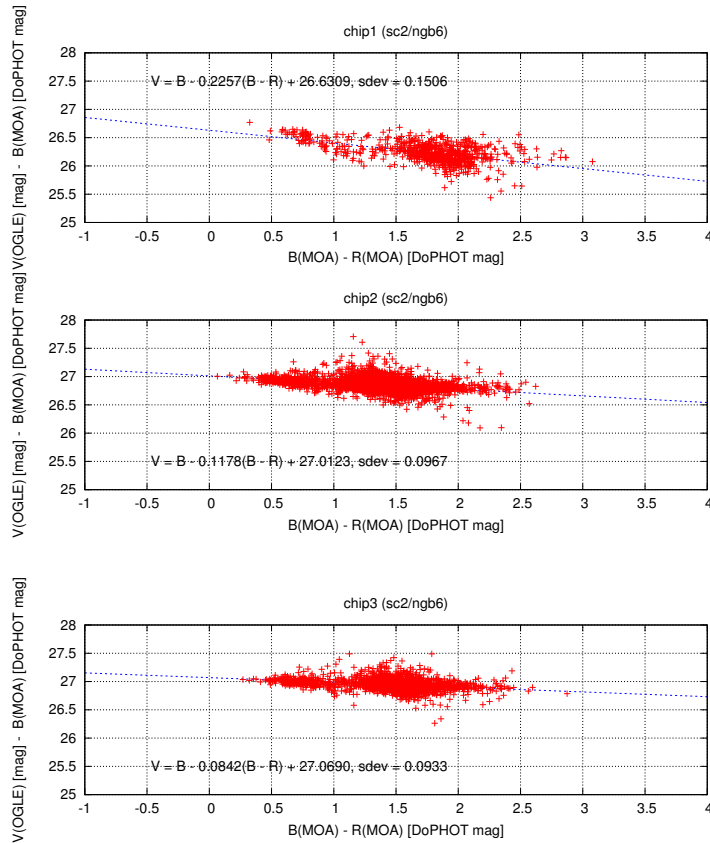 chip1 (sc2/ngb6)
V(OGLE) [mag] - B(MOA) [DoPHOT mag]
28
27.5
27
26.5
26
25.5
25
V = B - 0.2257(B - R) + 26.6309, sdev = 0.1506
-1 -0.5 0 0.5 1 1.5 2 2.5 3 3.5 4
B(MOA) - R(MOA) [DoPHOT mag]
chip2 (sc2/ngb6)
V(OGLE) [mag] - B(MOA) [DoPHOT mag]
28
27.5
27
26.5
26
25.5
25
V = B - 0.1178(B - R) + 27.0123, sdev = 0.0967
-1 -0.5 0 0.5 1 1.5 2 2.5 3 3.5 4
B(MOA) - R(MOA) [DoPHOT mag]
chip3 (sc2/ngb6)
V(OGLE) [mag] - B(MOA) [DoPHOT mag]
28
27.5
27
26.5
26
25.5
25
V = B - 0.0842(B - R) + 27.0690, sdev = 0.0933
-1 -0.5 0 0.5 1 1.5 2 2.5 3 3.5 4
B(MOA) - R(MOA) [DoPHOT mag]